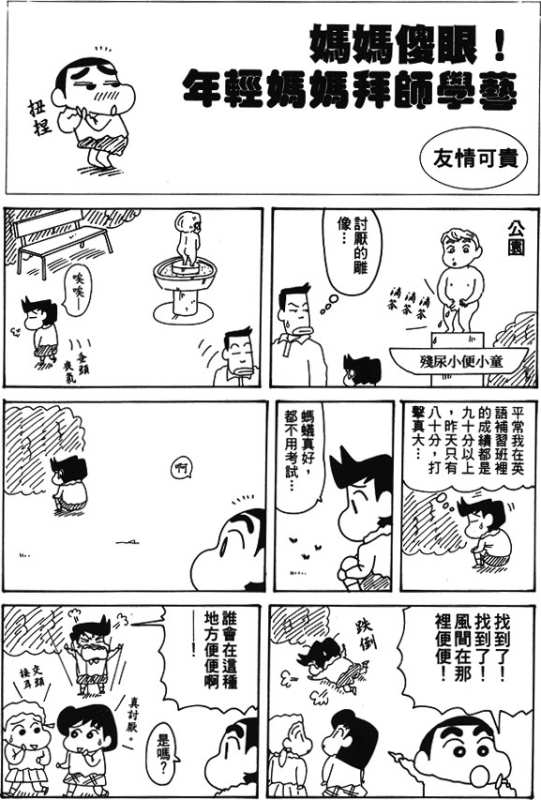 媽媽傻眼！
年輕媽媽拜師學藝
友情可貴
扭捏
公園
滴答
滴答
滴答
殘尿小便小童
討厭的雕
像…
唉唉—
垂頭
喪氣
平常我在英
語補習班裡
的成績都是
九十分以上
，昨天只有
八十分，打
擊真大…
螞蟻真好，
都不用考試…
啊
找到了！
找到了！
風間在那
裡便便！
跌倒
誰會在這種
地方便便啊
——！
是嗎？
真討厭。
交頭
接耳